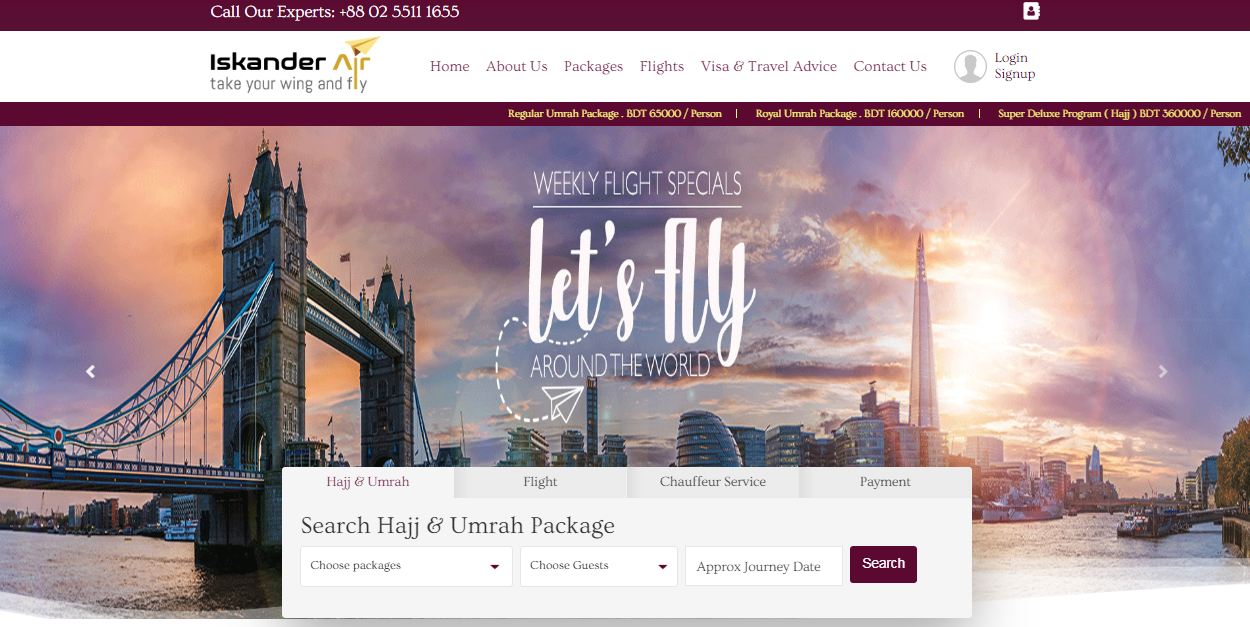 Call Our Experts: +88 02 5511 1655
Iskander Air
take your wing and fly
Home About Us Packages Flights Visa & Travel Advice Contact Us
Login
Signup
Regular Umrah Package . BDT 65000 / Person | Royal Umrah Package . BDT 160000 / Person | Super Deluxe Program ( Hajj ) BDT 360000 / Person
WEEKLY FLIGHT SPECIALS
let's fly
AROUND THE WORLD
Hajj & Umrah Flight Chauffeur Service Payment
Search Hajj & Umrah Package
Choose packages Choose Guests Approx Journey Date Search